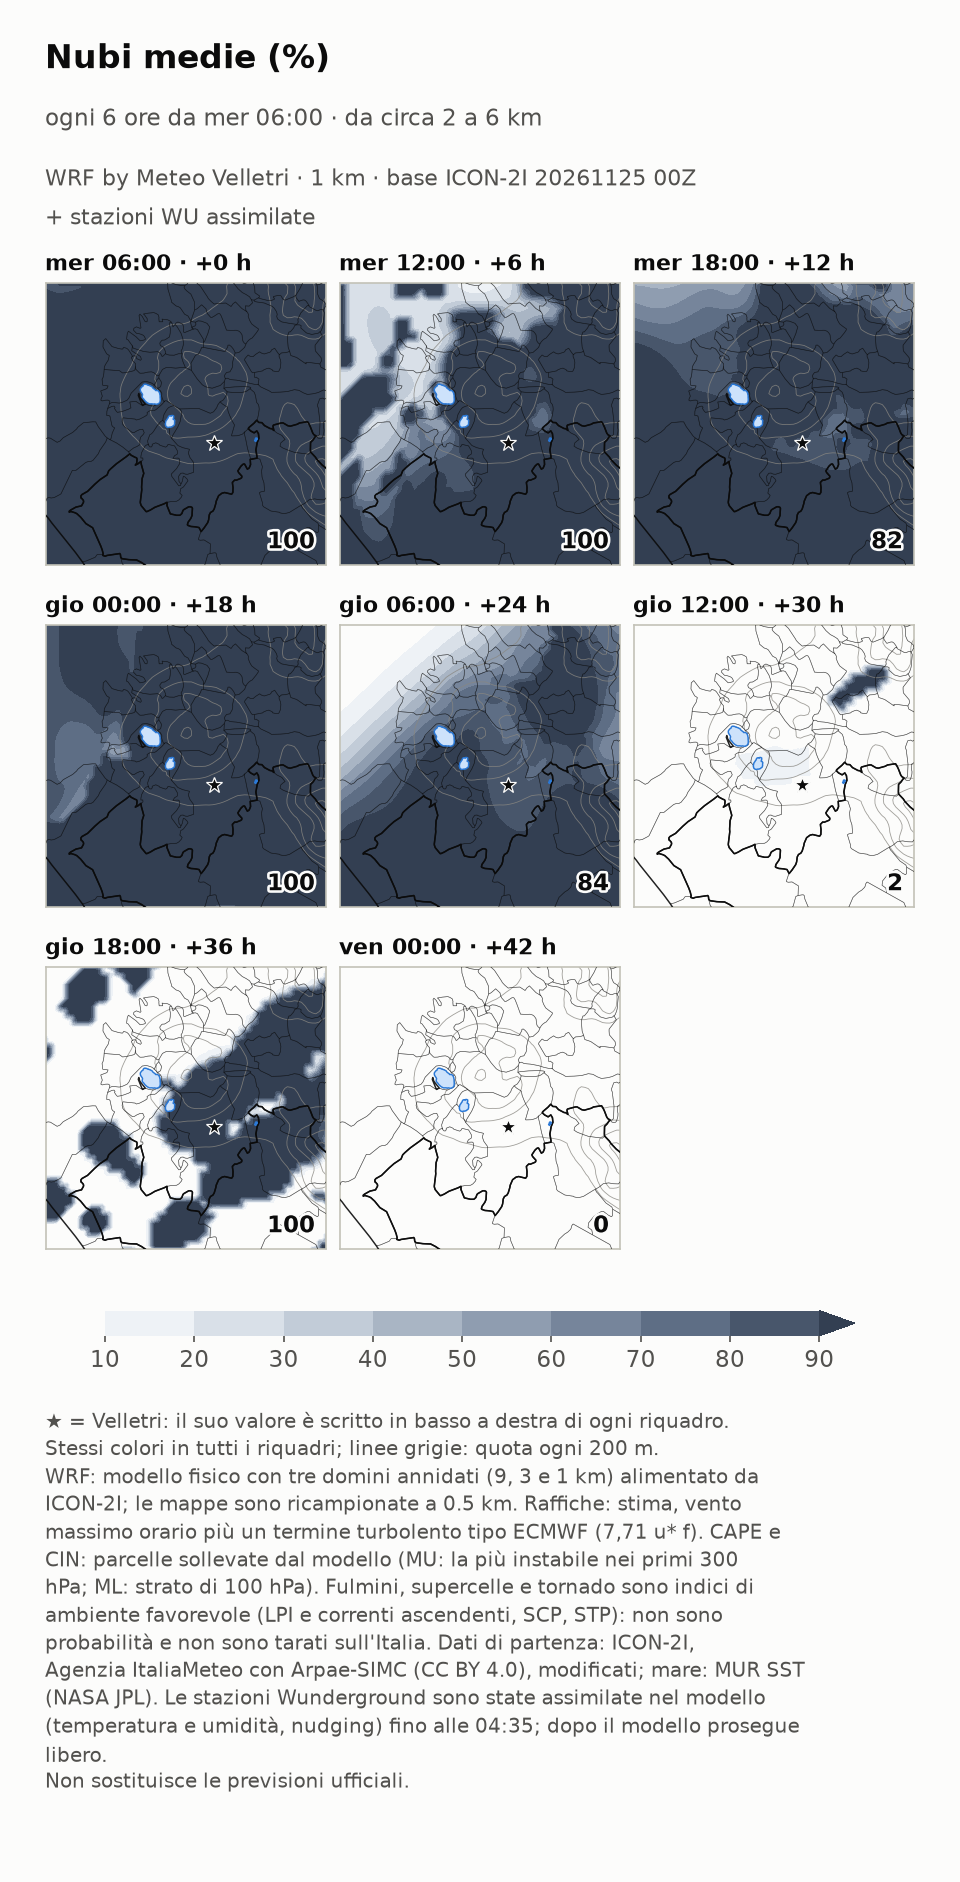 Nubi medie (%)
ogni 6 ore da mer 06:00 · da circa 2 a 6 km
WRF by Meteo Velletri · 1 km · base ICON-2I 20261125 00Z
+ stazioni WU assimilate
mer 06:00 · +0 h
mer 12:00 · +6 h
mer 18:00 · +12 h
100
100
82
gio 00:00 · +18 h
gio 06:00 · +24 h
gio 12:00 · +30 h
100
84
2
gio 18:00 · +36 h
ven 00:00 · +42 h
100
0
10 20 30 40 50 60 70 80 90
★ = Velletri: il suo valore è scritto in basso a destra di ogni riquadro.
Stessi colori in tutti i riquadri; linee grigie: quota ogni 200 m.
WRF: modello fisico con tre domini annidati (9, 3 e 1 km) alimentato da
ICON-2I; le mappe sono ricampionate a 0.5 km. Raffiche: stima, vento
massimo orario più un termine turbolento tipo ECMWF (7,71 u* f). CAPE e
CIN: parcelle sollevate dal modello (MU: la più instabile nei primi 300
hPa; ML: strato di 100 hPa). Fulmini, supercelle e tornado sono indici di
ambiente favorevole (LPI e correnti ascendenti, SCP, STP): non sono
probabilità e non sono tarati sull'Italia. Dati di partenza: ICON-2I,
Agenzia ItaliaMeteo con Arpae-SIMC (CC BY 4.0), modificati; mare: MUR SST
(NASA JPL). Le stazioni Wunderground sono state assimilate nel modello
(temperatura e umidità, nudging) fino alle 04:35; dopo il modello prosegue
libero.
Non sostituisce le previsioni ufficiali.